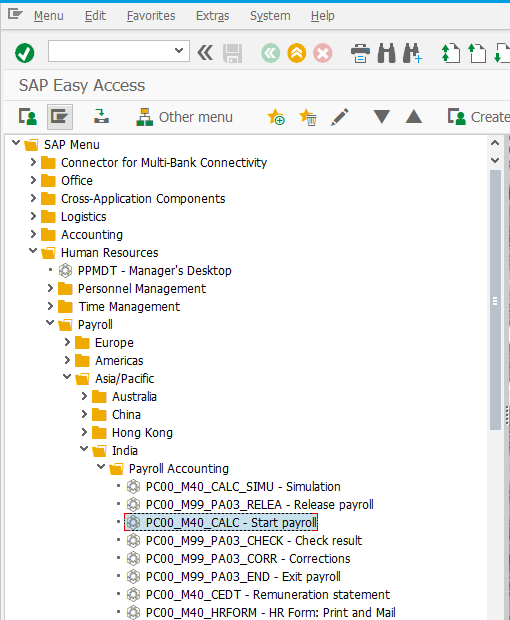 Menu Edit Favorites Extras System Help
SAP Easy Access
Other menu Create
SAP Menu
Connector for Multi-Bank Connectivity
Office
Cross-Application Components
Logistics
Accounting
Human Resources
PPMDT - Manager's Desktop
Personnel Management
Time Management
Payroll
Europe
Americas
Asia/Pacific
Australia
China
Hong Kong
India
Payroll Accounting
PC00_M40_CALC_SIMU - Simulation
PC00_M99_PA03_RELEA - Release payroll
PC00_M40_CALC - Start payroll
PC00_M99_PA03_CHECK - Check result
PC00_M99_PA03_CORR - Corrections
PC00_M99_PA03_END - Exit payroll
PC00_M40_CEDT - Remuneration statement
PC00_M40_HRFORM - HR Form: Print and Mail